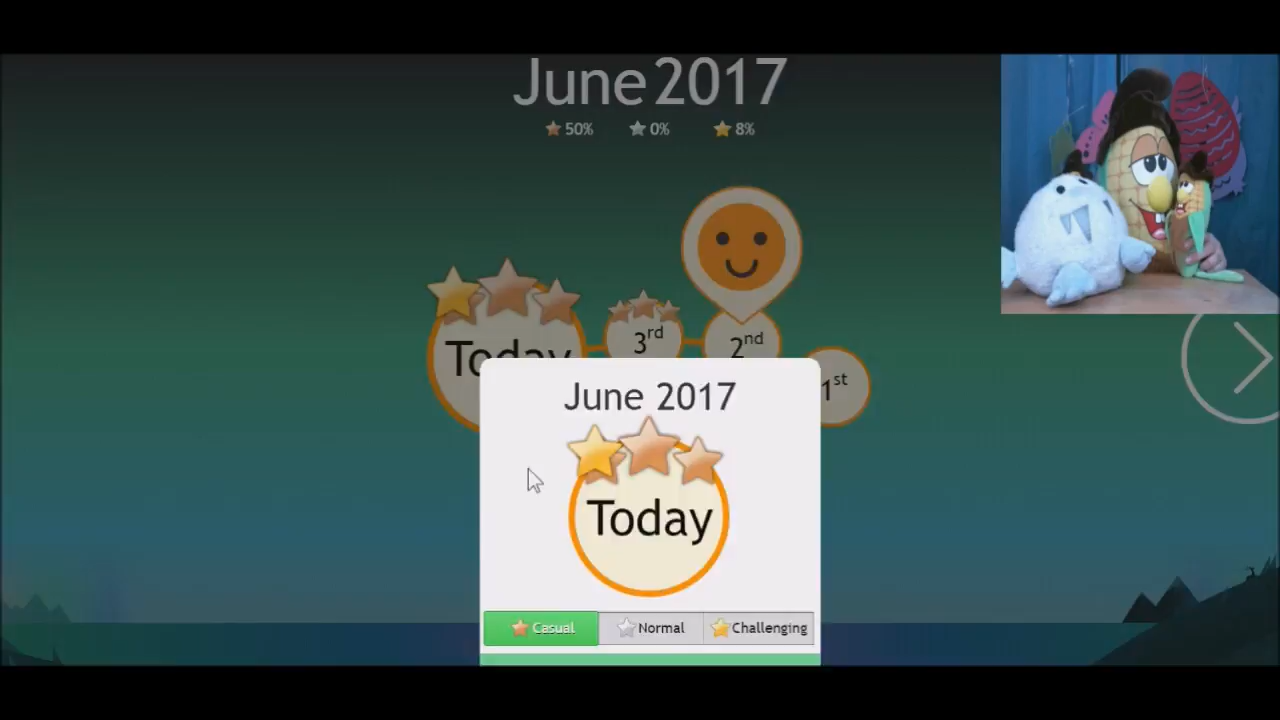 June 2017
50% 0% 8%
Today 3rd 2nd 1st
June 2017
Today
Casual Normal Challenging